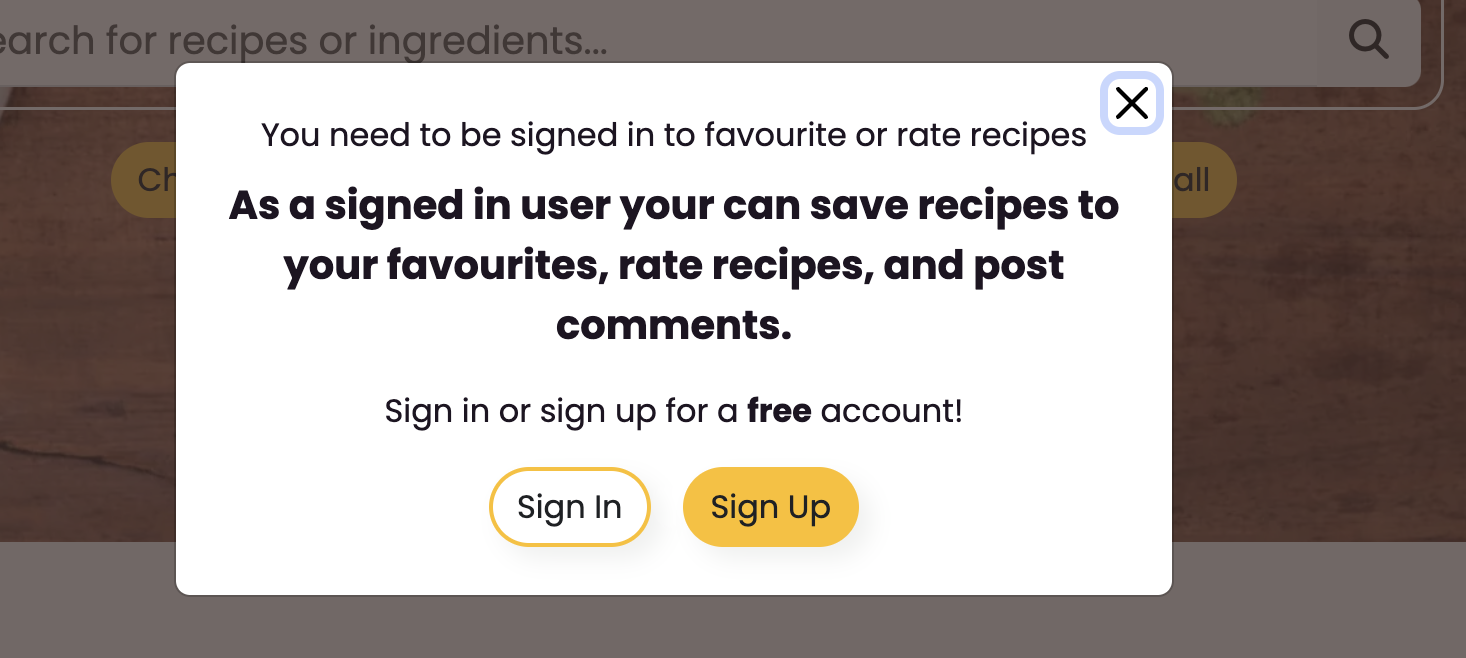 earch for recipes or ingredients...
You need to be signed in to favourite or rate recipes
Ch
all
As a signed in user your can save recipes to
your favourites, rate recipes, and post
comments.
Sign in or sign up for a free account!
Sign In Sign Up